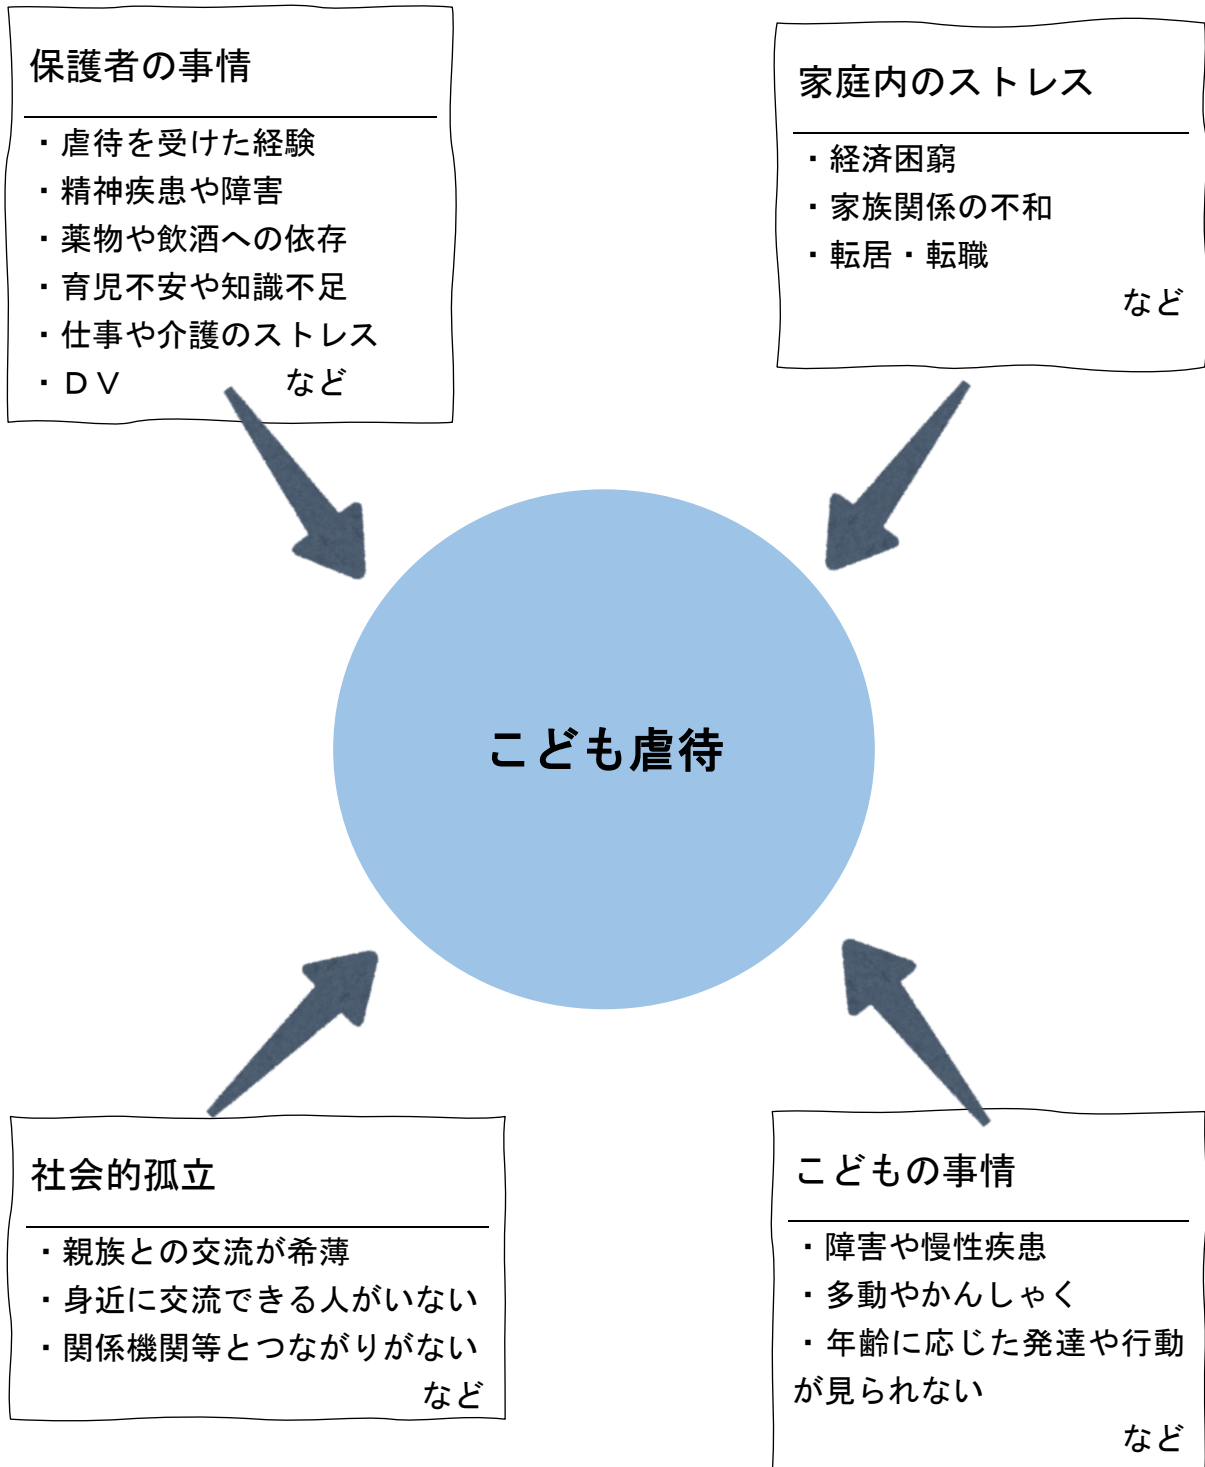 保護者の事情
・虐待を受けた経験
・精神疾患や障害
・薬物や飲酒への依存
・育児不安や知識不足
・仕事や介護のストレス
・ＤＶ　　　　　など
家庭内のストレス
・経済困窮
・家族関係の不和
・転居・転職
など
こども虐待
社会的孤立
・親族との交流が希薄
・身近に交流できる人がいない
・関係機関等とつながりがない
など
こどもの事情
・障害や慢性疾患
・多動やかんしゃく
・年齢に応じた発達や行動
が見られない
など